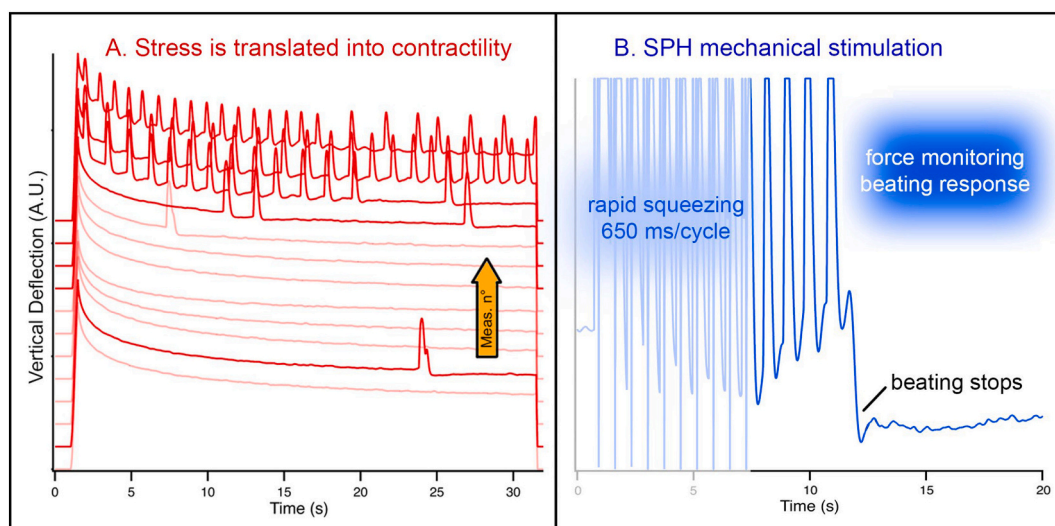 A. Stress is translated into contractility
Vertical Deflection (A.U.)
Meas. n°
0 5 10 15 20 25 30
Time (s)
B. SPH mechanical stimulation
rapid squeezing
650 ms/cycle
force monitoring
beating response
beating stops
0 5 10 15 20
Time (s)